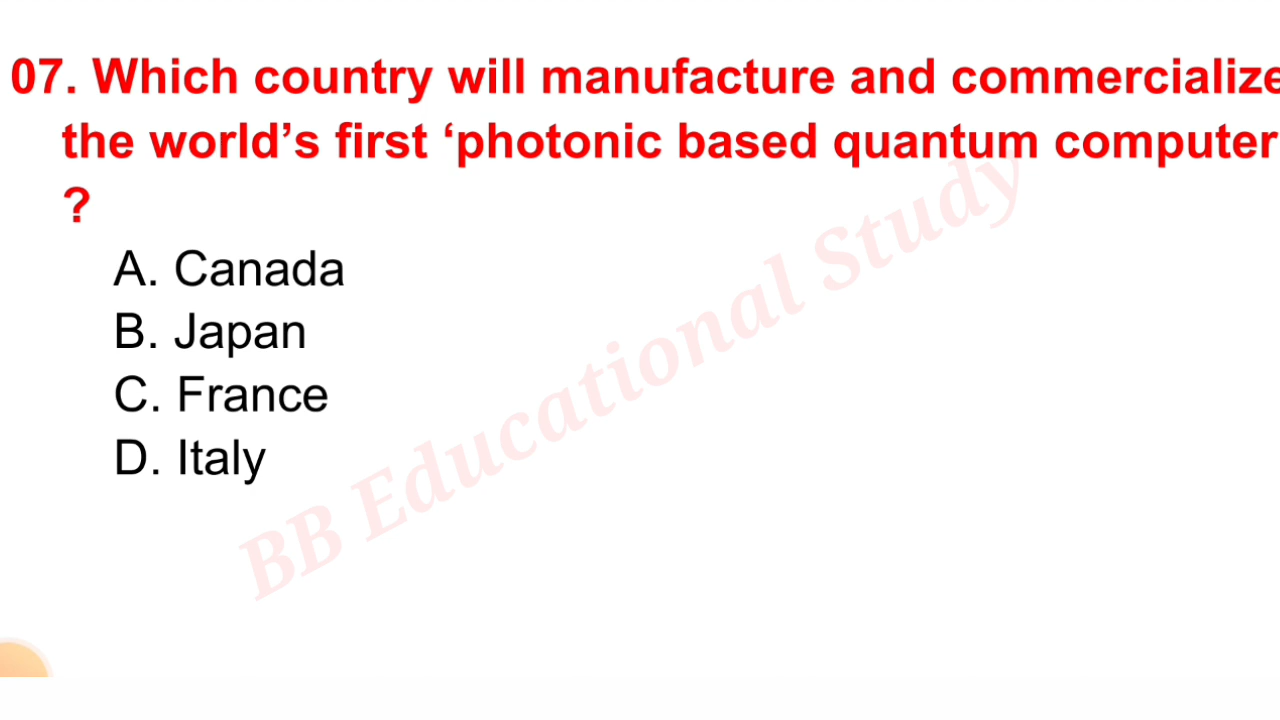 07. Which country will manufacture and commercialize
the world’s first ‘photonic based quantum computer
?
A. Canada
B. Japan
C. France
D. Italy
BB Educational Study